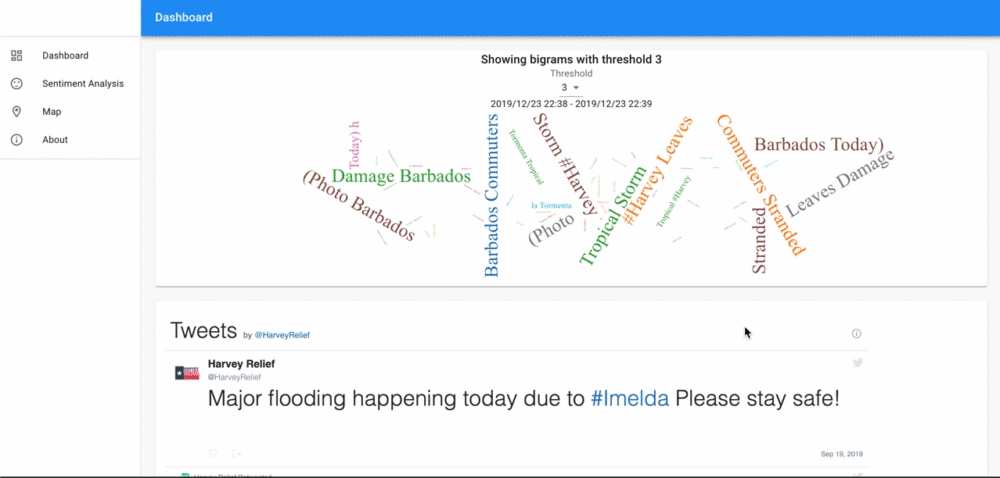 Dashboard
Dashboard
Sentiment Analysis
Map
About
Showing bigrams with threshold 3
Threshold
3
2019/12/23 22:38 - 2019/12/23 22:39
Today) h
Damage Barbados
(Photo Barbados
Barbados Commuters
Tormenta Tropical
Storm #Harvey
la Tormenta
(Photo
Tropical Storm
#Harvey Leaves
Tropical #Harvey
Commuters Stranded
Barbados Today)
Leaves Damage
Stranded
Tweets by @HarveyRelief
Harvey Relief
@HarveyRelief
Major flooding happening today due to #Imelda Please stay safe!
Sep 19, 2019
Harvey Relief Retweeted